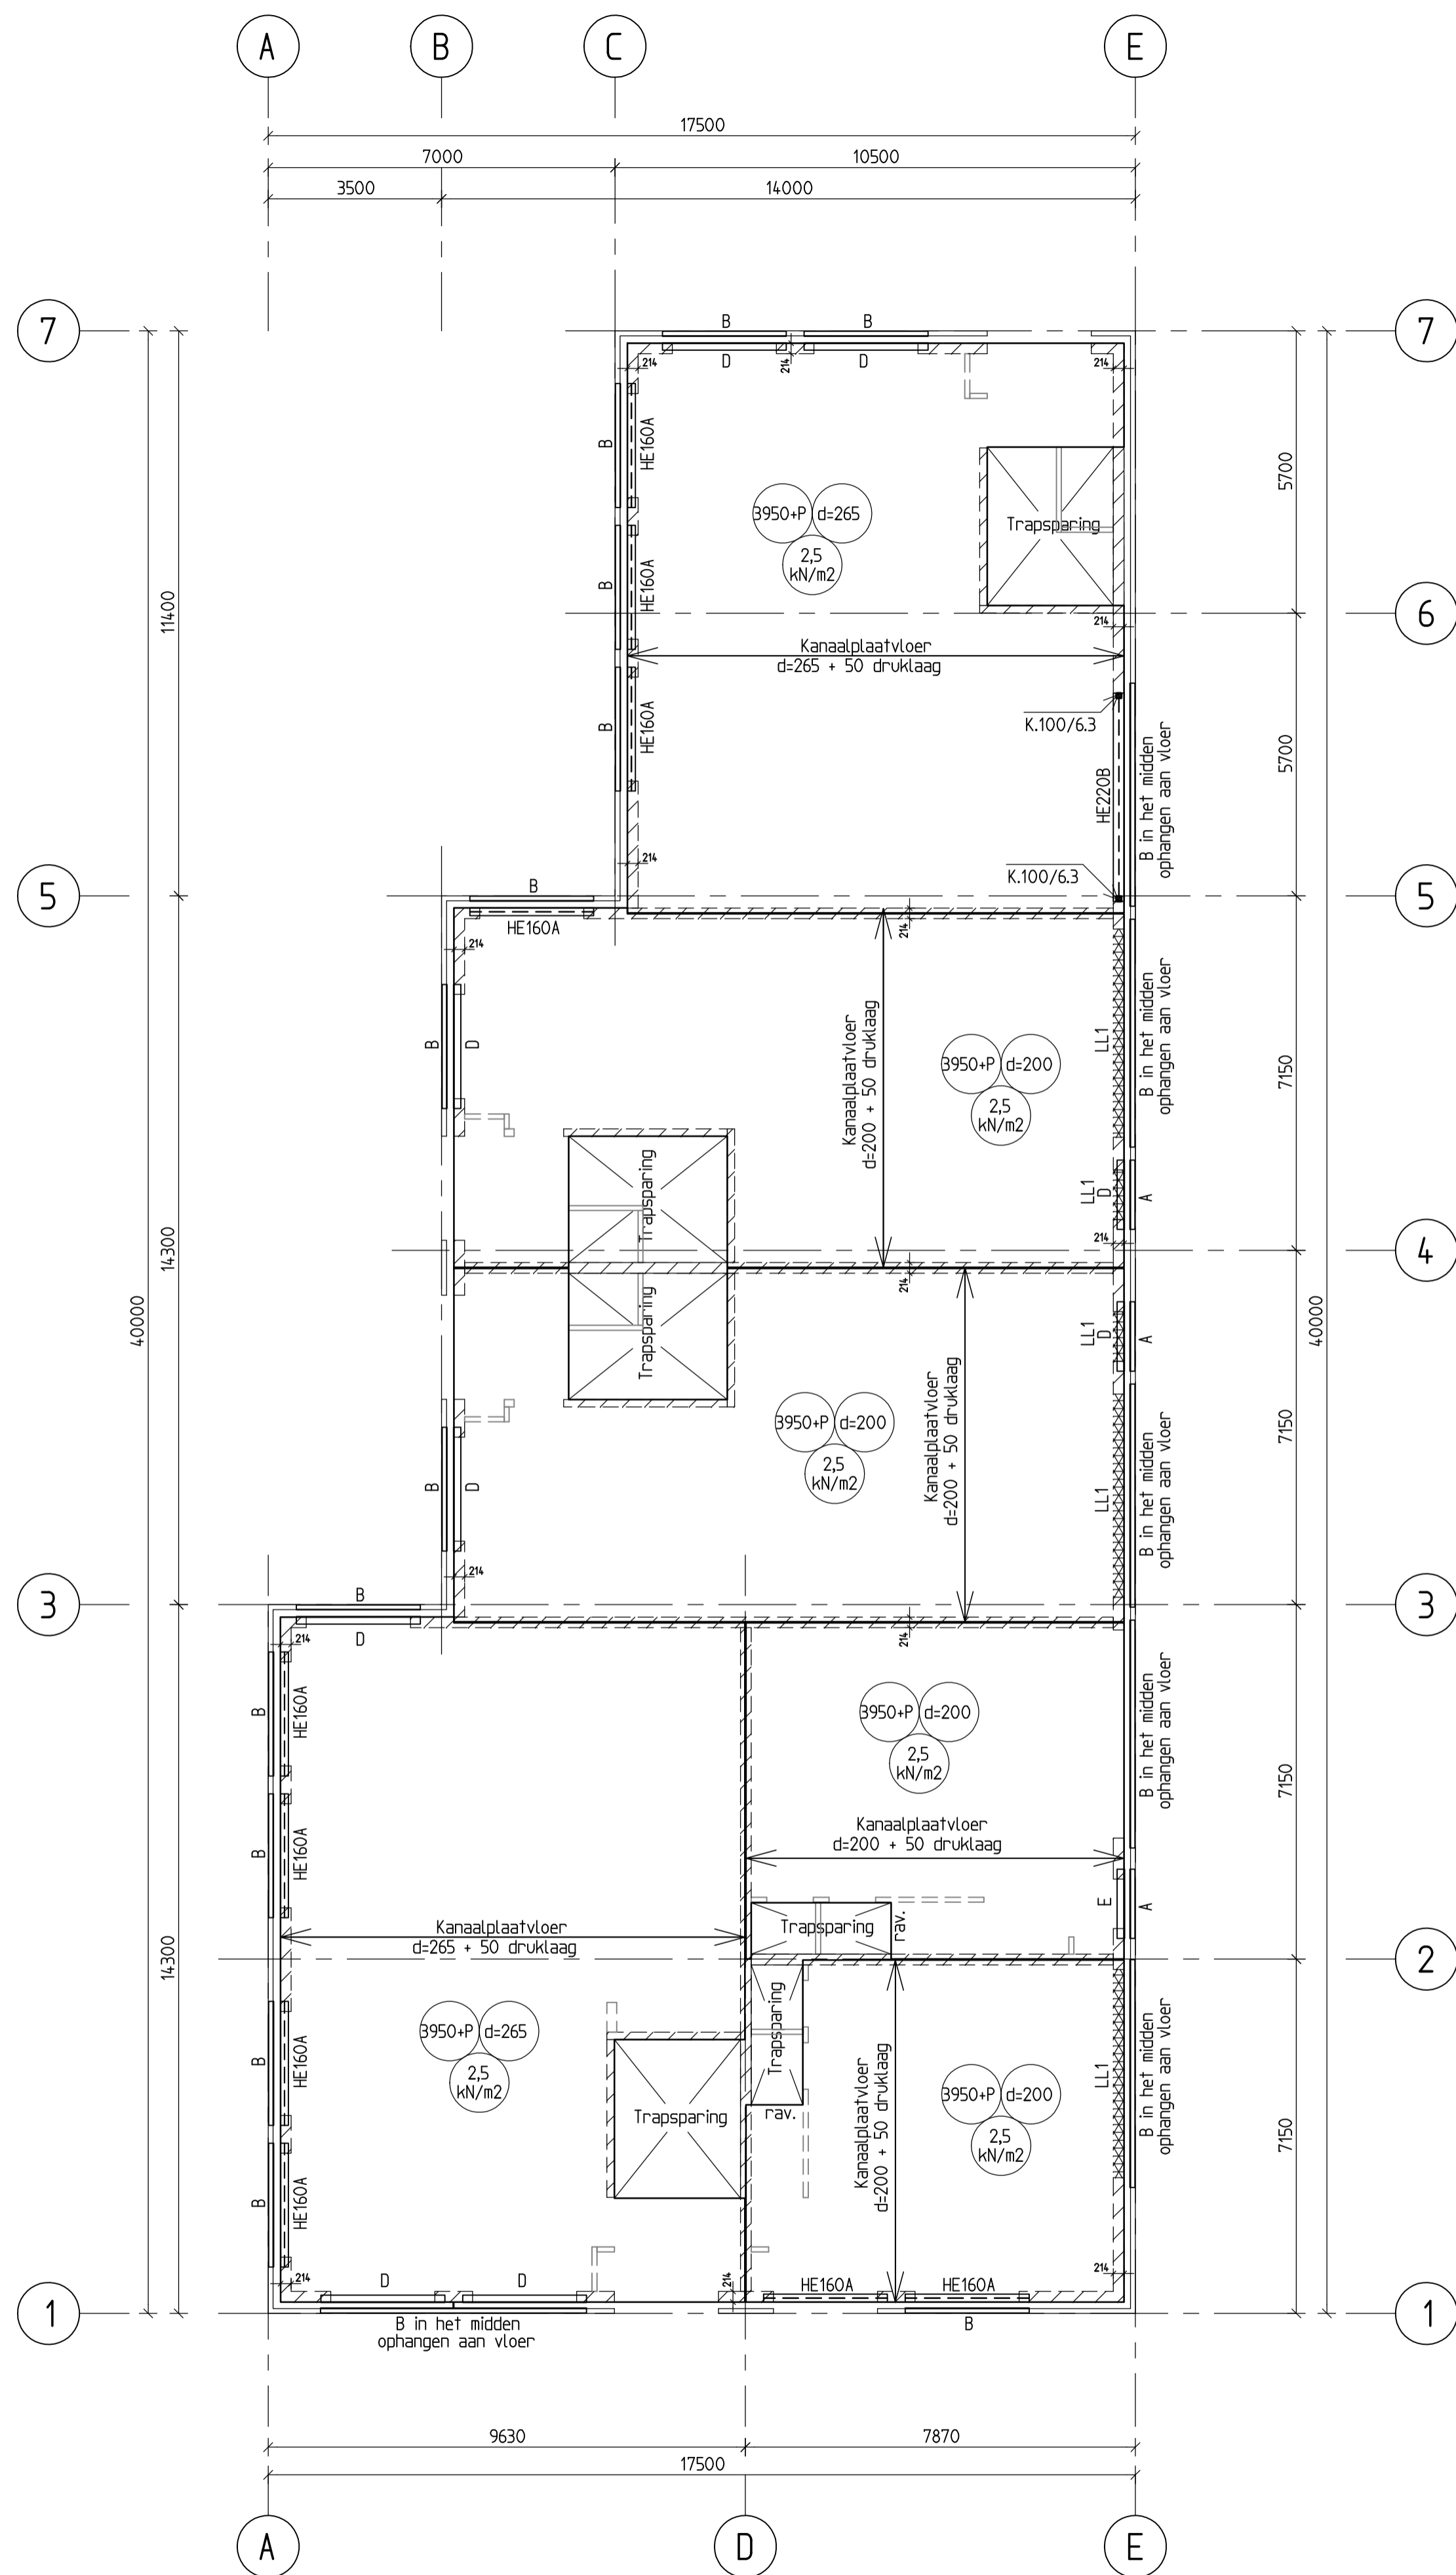 A
B
C
E
17500
7000
10500
3500
14000
7
7
B
B
D
D
214
214
214
B
HE160A
5700
3950+P
d=265
2,5
kN/m2
Trapsparing
B
HE160A
11400
6
214
Kanaalplaatvloer
d=265 + 50 druklaag
B
HE160A
K.100/6.3
HE220B
B in het midden
ophangen aan vloer
5700
214
K.100/6.3
5
5
B
HE160A
214
214
Kanaalplaatvloer
d=200 + 50 druklaag
B
D
3950+P
d=200
2,5
kN/m2
LL1
B in het midden
ophangen aan vloer
7150
Trapsparing
LL1
D
A
214
14300
4
214
Trapsparing
LL1
D
A
40000
40000
Kanaalplaatvloer
d=200 + 50 druklaag
3950+P
d=200
2,5
kN/m2
B
D
LL1
B in het midden
ophangen aan vloer
7150
214
3
3
B
D
214
214
B
HE160A
3950+P
d=200
2,5
kN/m2
B in het midden
ophangen aan vloer
7150
Kanaalplaatvloer
d=200 + 50 druklaag
B
HE160A
E
A
Trapsparing
rav.
Kanaalplaatvloer
d=265 + 50 druklaag
14300
2
Trapsparing
rav.
3950+P
d=265
2,5
kN/m2
B
HE160A
Trapsparing
Kanaalplaatvloer
d=200 + 50 druklaag
3950+P
d=200
2,5
kN/m2
LL1
B in het midden
ophangen aan vloer
7150
B
HE160A
214
D
D
214
HE160A
HE160A
214
1
1
B in het midden
ophangen aan vloer
B
9630
7870
17500
A
D
E